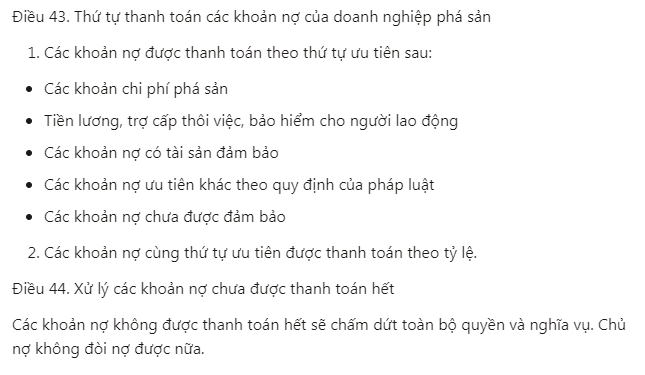 Điều 43. Thứ tự thanh toán các khoản nợ của doanh nghiệp phá sản
1. Các khoản nợ được thanh toán theo thứ tự ưu tiên sau:
• Các khoản chi phí phá sản
• Tiền lương, trợ cấp thôi việc, bảo hiểm cho người lao động
• Các khoản nợ có tài sản đảm bảo
• Các khoản nợ ưu tiên khác theo quy định của pháp luật
• Các khoản nợ chưa được đảm bảo
2. Các khoản nợ cùng thứ tự ưu tiên được thanh toán theo tỷ lệ.
Điều 44. Xử lý các khoản nợ chưa được thanh toán hết
Các khoản nợ không được thanh toán hết sẽ chấm dứt toàn bộ quyền và nghĩa vụ. Chủ
nợ không đòi nợ được nữa.